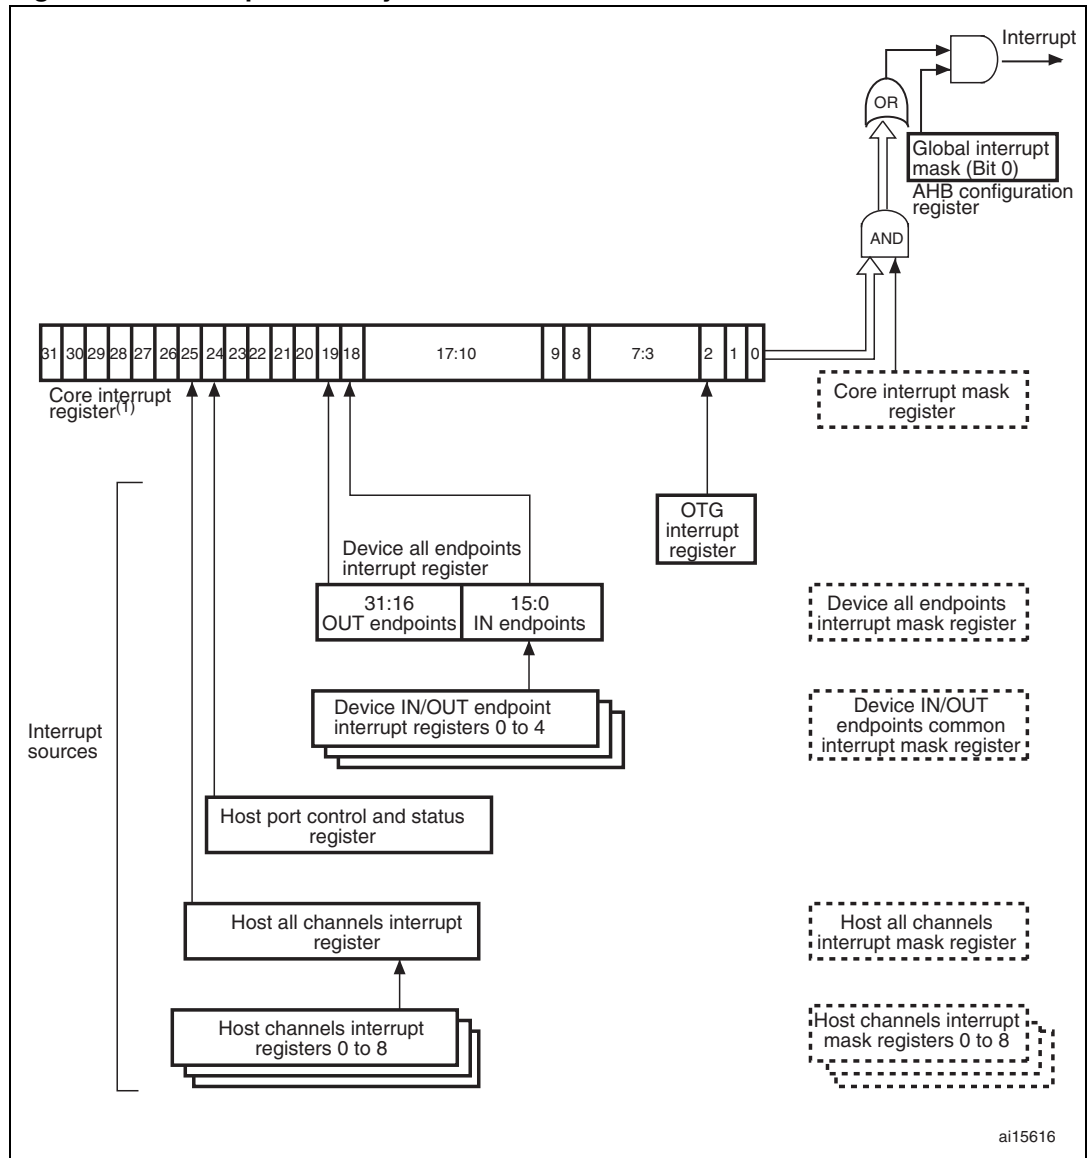 Interrupt
OR
Global interrupt
mask (Bit 0)
AHB configuration
register
AND
31 30 29 28 27 26 25 24 23 22 21 20 19 18 17:10 9 8 7:3 2 1 0
Core interrupt
register(1)
Core interrupt mask
register
OTG
interrupt
register
Device all endpoints
interrupt register
31:16
OUT endpoints
15:0
IN endpoints
Device all endpoints
interrupt mask register
Device IN/OUT endpoint
interrupt registers 0 to 4
Device IN/OUT
endpoints common
interrupt mask register
Interrupt
sources
Host port control and status
register
Host all channels interrupt
register
Host all channels
interrupt mask register
Host channels interrupt
registers 0 to 8
Host channels interrupt
mask registers 0 to 8
ai15616